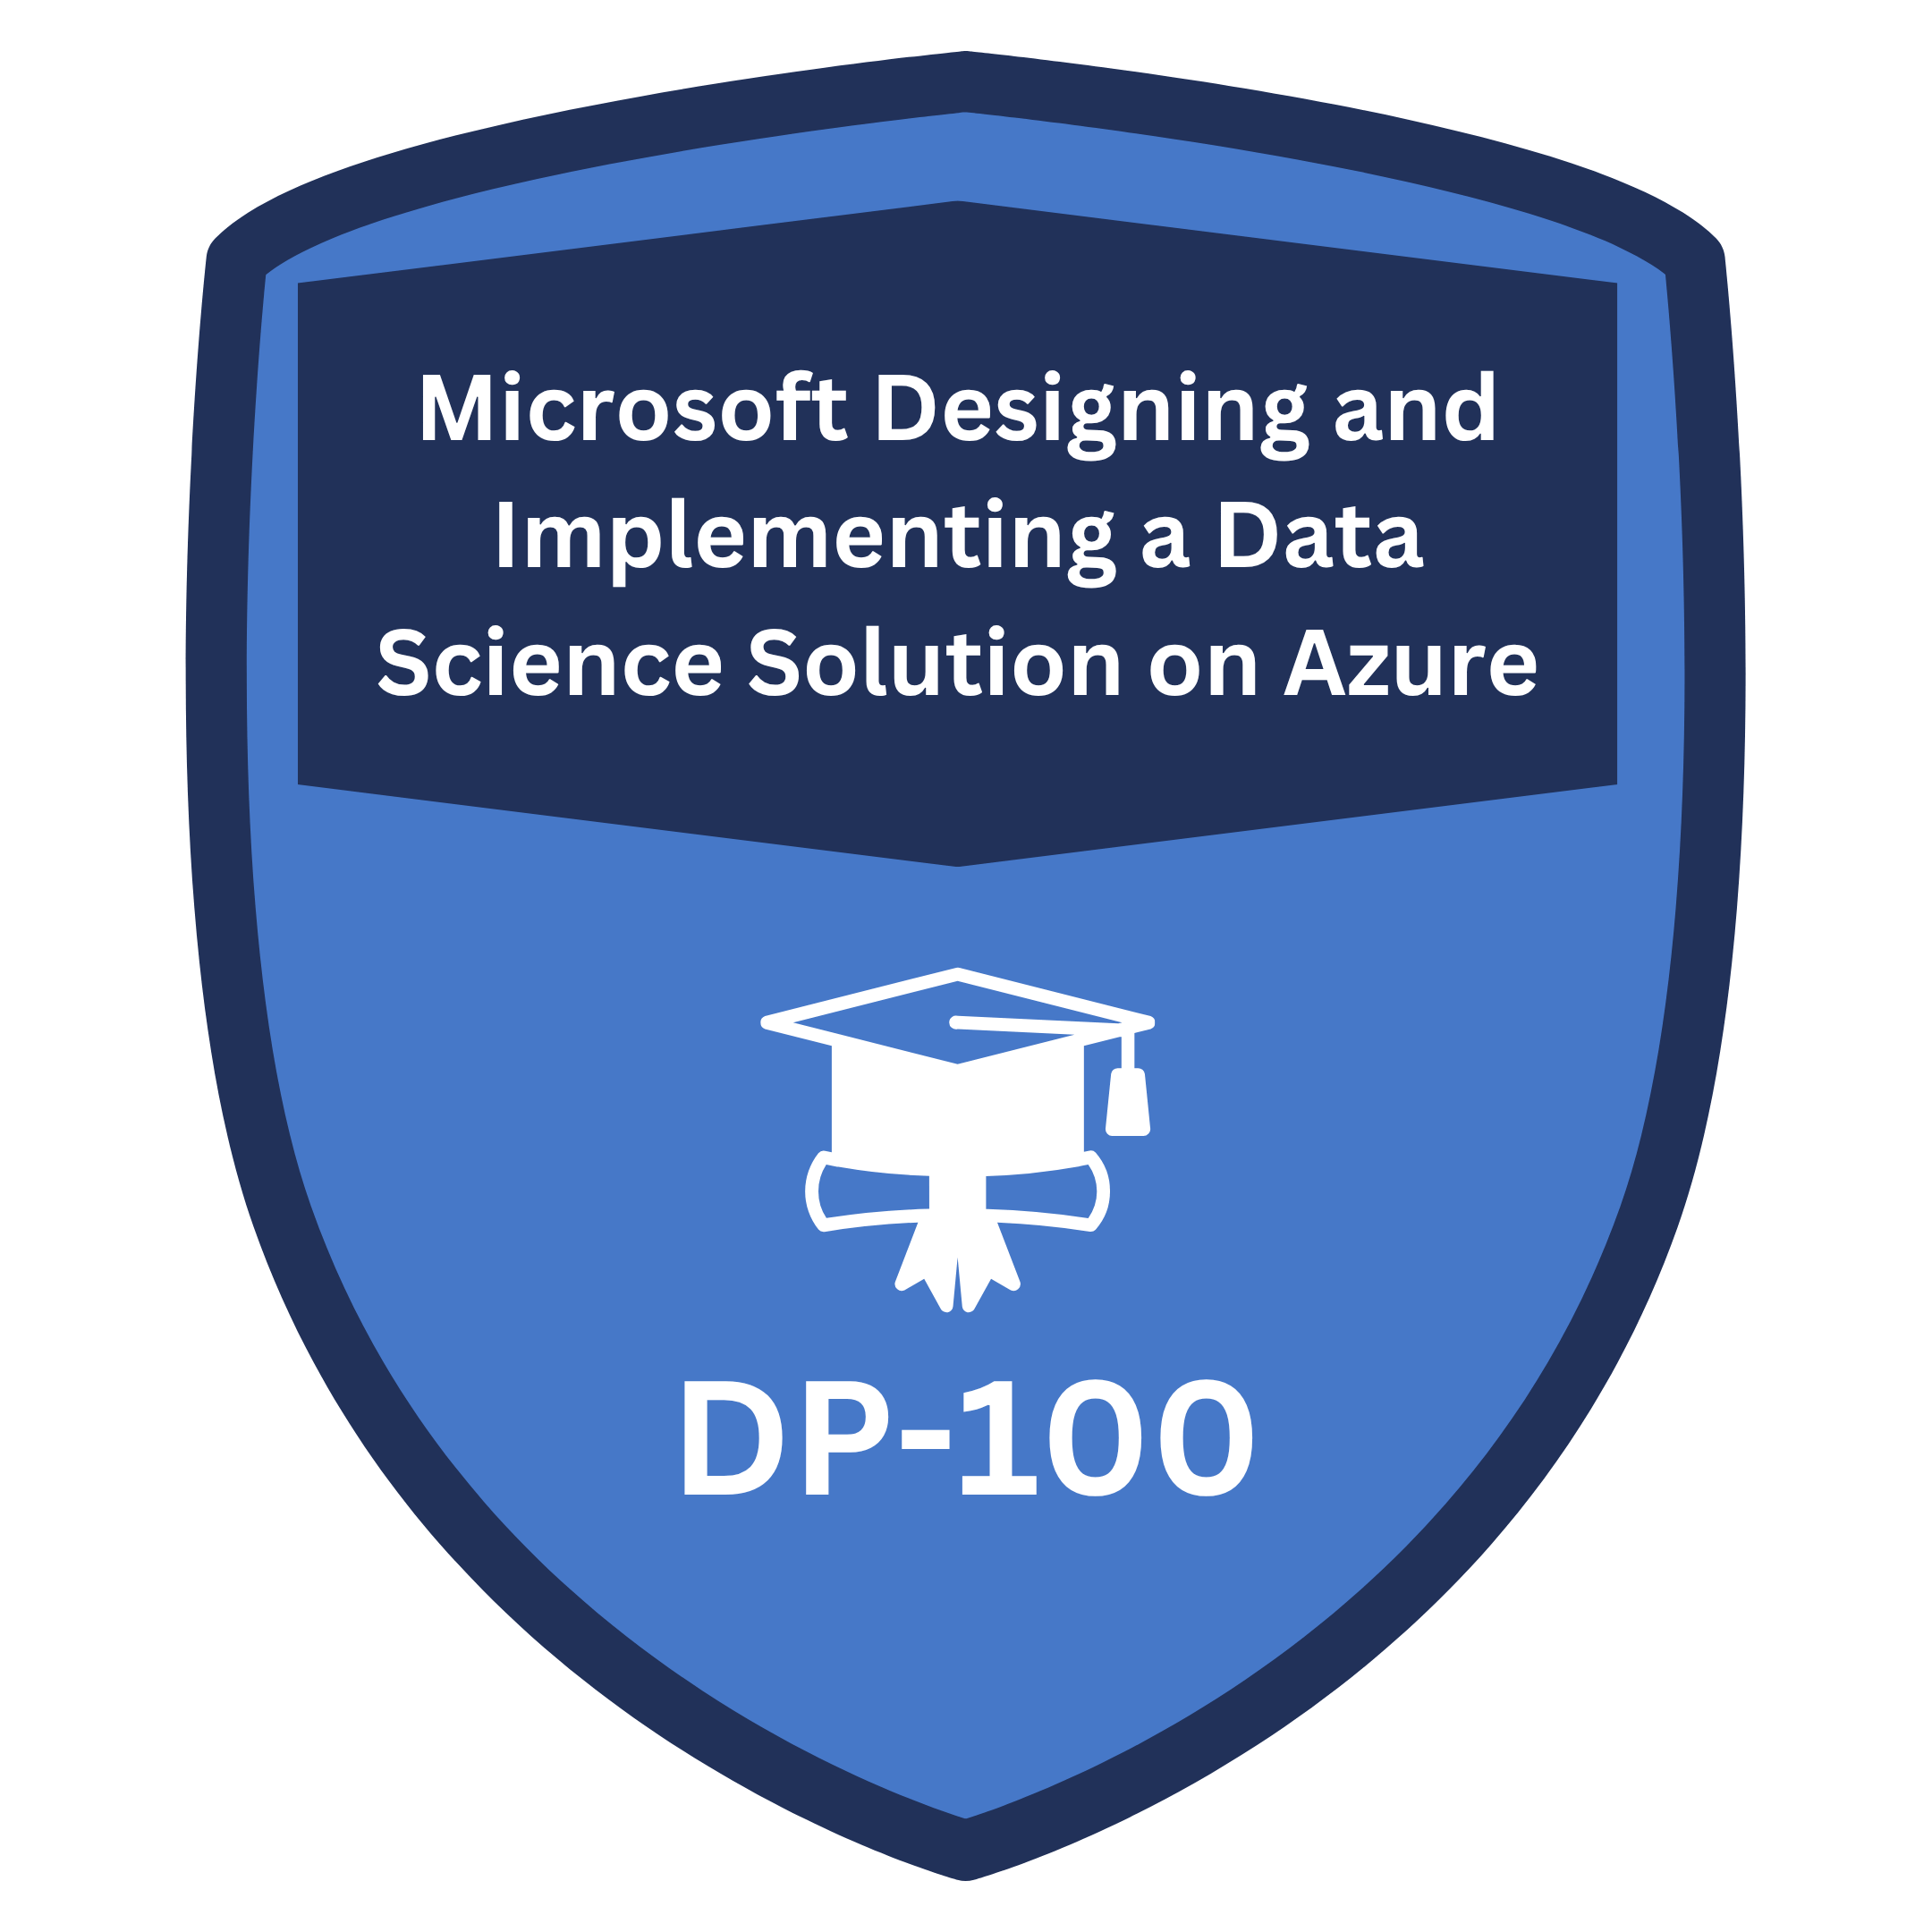 Microsoft Designing and
Implementing a Data
Science Solution on Azure
DP-100